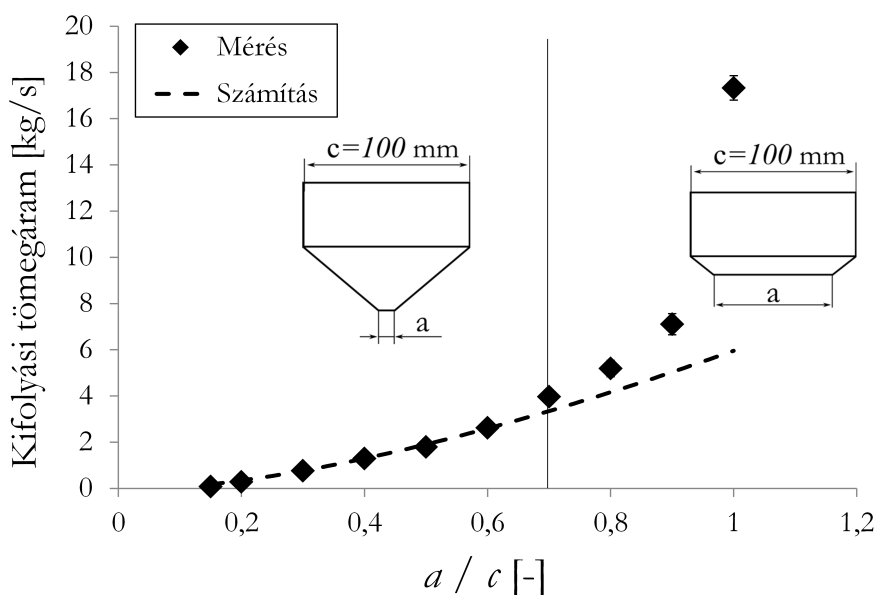 Kifolyási tömegáram [kg/s]
20
18
16
14
12
10
8
6
4
2
0
Mérés
Számítás
c=100 mm
a
c=100 mm
a
0
0,2
0,4
0,6
0,8
1
1,2
a / c [-]